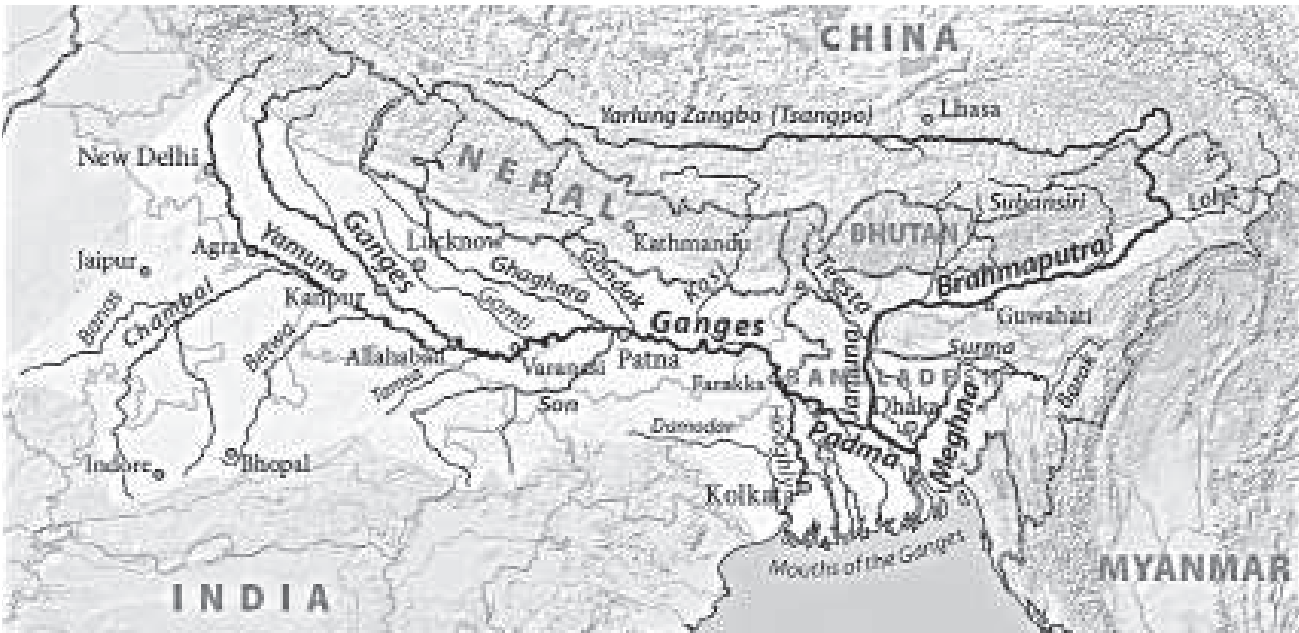 CHINA
Yarlung Zangbo (Tsangpo)
Lhasa
New Delhi
NEPAL
Subansiri
Lohit
Yamuna
Ganges
Lucknow
Agra
Kathmandu
BHUTAN
Jaipur
Ghaghara
Gandak
Kosi
Teesta
Brahmaputra
Banas
Chambal
Kanpur
Gomti
Ganges
Guwahati
Betwa
Allahabad
Varanasi
Patna
Jamuna
Surma
Tamsa
Farakka
BANGLADESH
Barak
Son
Dhaka
Damodar
Padma
Meghna
Hugli
Indore
Bhopal
Kolkata
Mouths of the Ganges
MYANMAR
INDIA